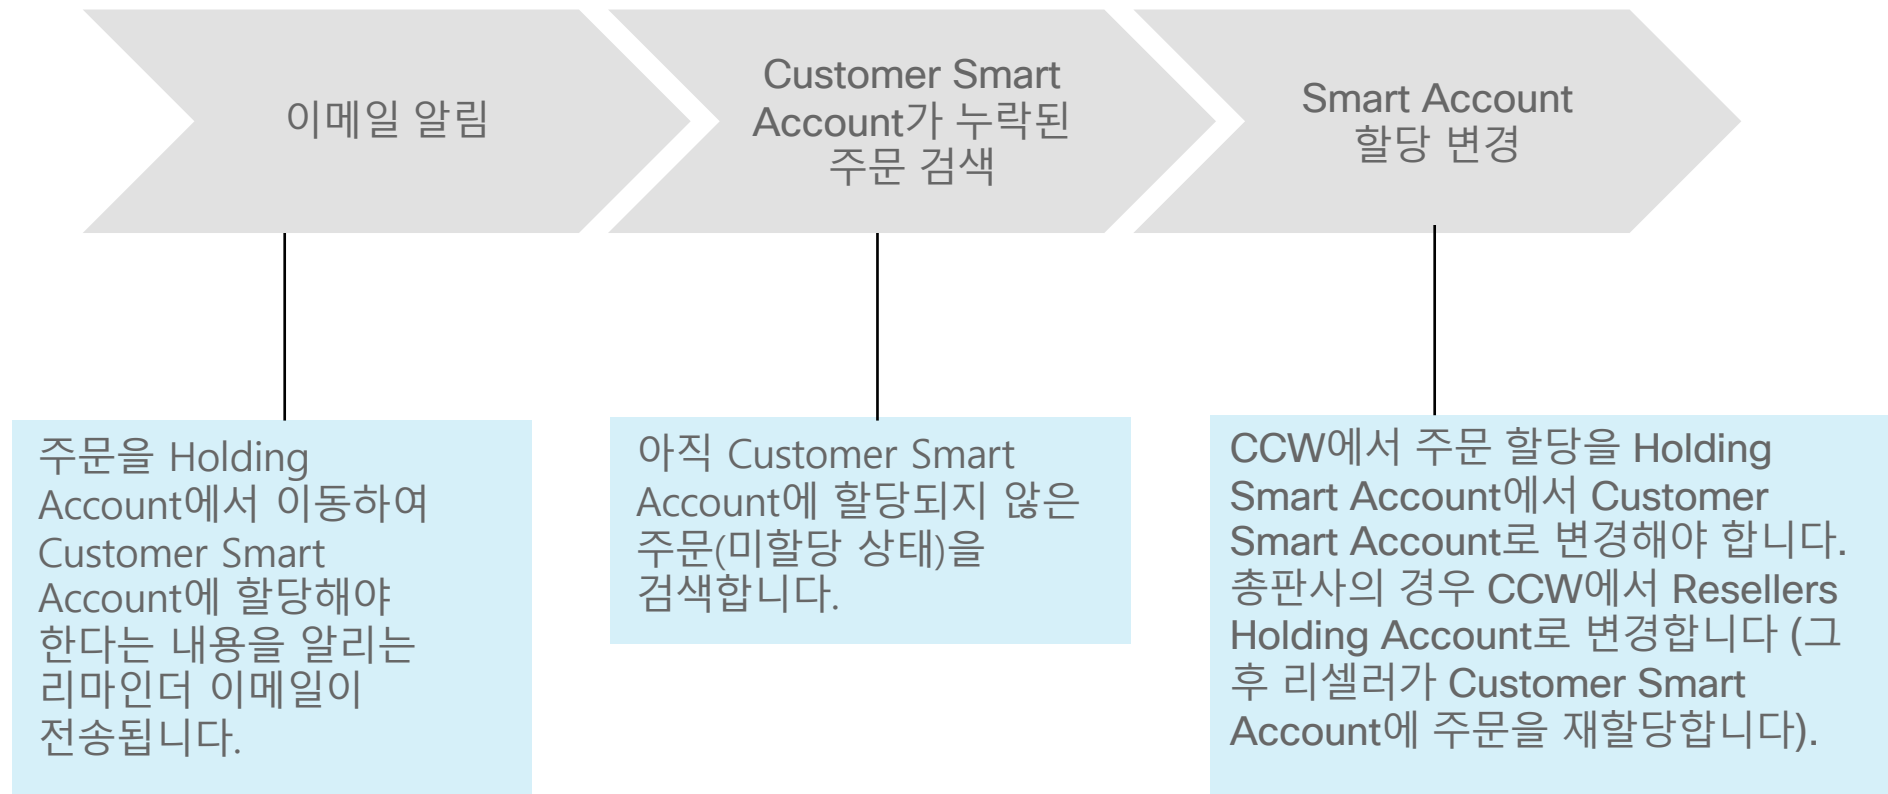 이메일 알림
Customer Smart
Account가 누락된
주문 검색
Smart Account
할당 변경
주문을 Holding
Account에서 이동하여
Customer Smart
Account에 할당해야
한다는 내용을 알리는
리마인더 이메일이
전송됩니다.
아직 Customer Smart
Account에 할당되지 않은
주문(미할당 상태)을
검색합니다.
CCW에서 주문 할당을 Holding
Smart Account에서 Customer
Smart Account로 변경해야 합니다.
총판사의 경우 CCW에서 Resellers
Holding Account로 변경합니다 (그
후 리셀러가 Customer Smart
Account에 주문을 재할당합니다).